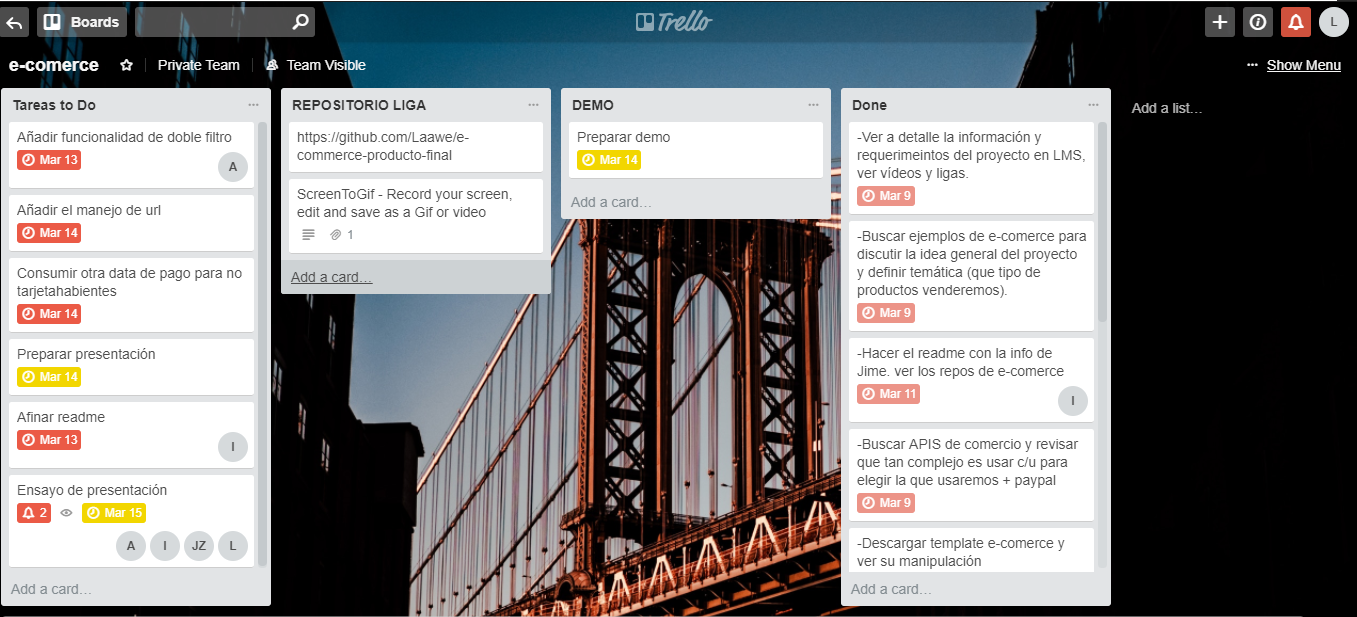 Boards
Trello
L
e-comerce
Private Team
Team Visible
... Show Menu
Tareas to Do
...
Añadir funcionalidad de doble filtro
Mar 13
A
Añadir el manejo de url
Mar 14
Consumir otra data de pago para no
tarjetahabientes
Mar 14
Preparar presentación
Mar 14
Afinar readme
Mar 13
I
Ensayo de presentación
2
Mar 15
A
I
JZ
L
Add a card...
REPOSITORIO LIGA
...
https://github.com/Laawe/e-
commerce-producto-final
ScreenToGif - Record your screen,
edit and save as a Gif or video
1
Add a card...
DEMO
...
Preparar demo
Mar 14
Add a card...
Done
...
-Ver a detalle la información y
requerimeintos del proyecto en LMS,
ver vídeos y ligas.
Mar 9
-Buscar ejemplos de e-comerce para
discutir la idea general del proyecto
y definir temática (que tipo de
productos venderemos).
Mar 9
-Hacer el readme con la info de
Jime. ver los repos de e-comerce
Mar 11
I
-Buscar APIS de comercio y revisar
que tan complejo es usar c/u para
elegir la que usaremos + paypal
Mar 9
-Descargar template e-comerce y
ver su manipulación
Add a card...
Add a list...